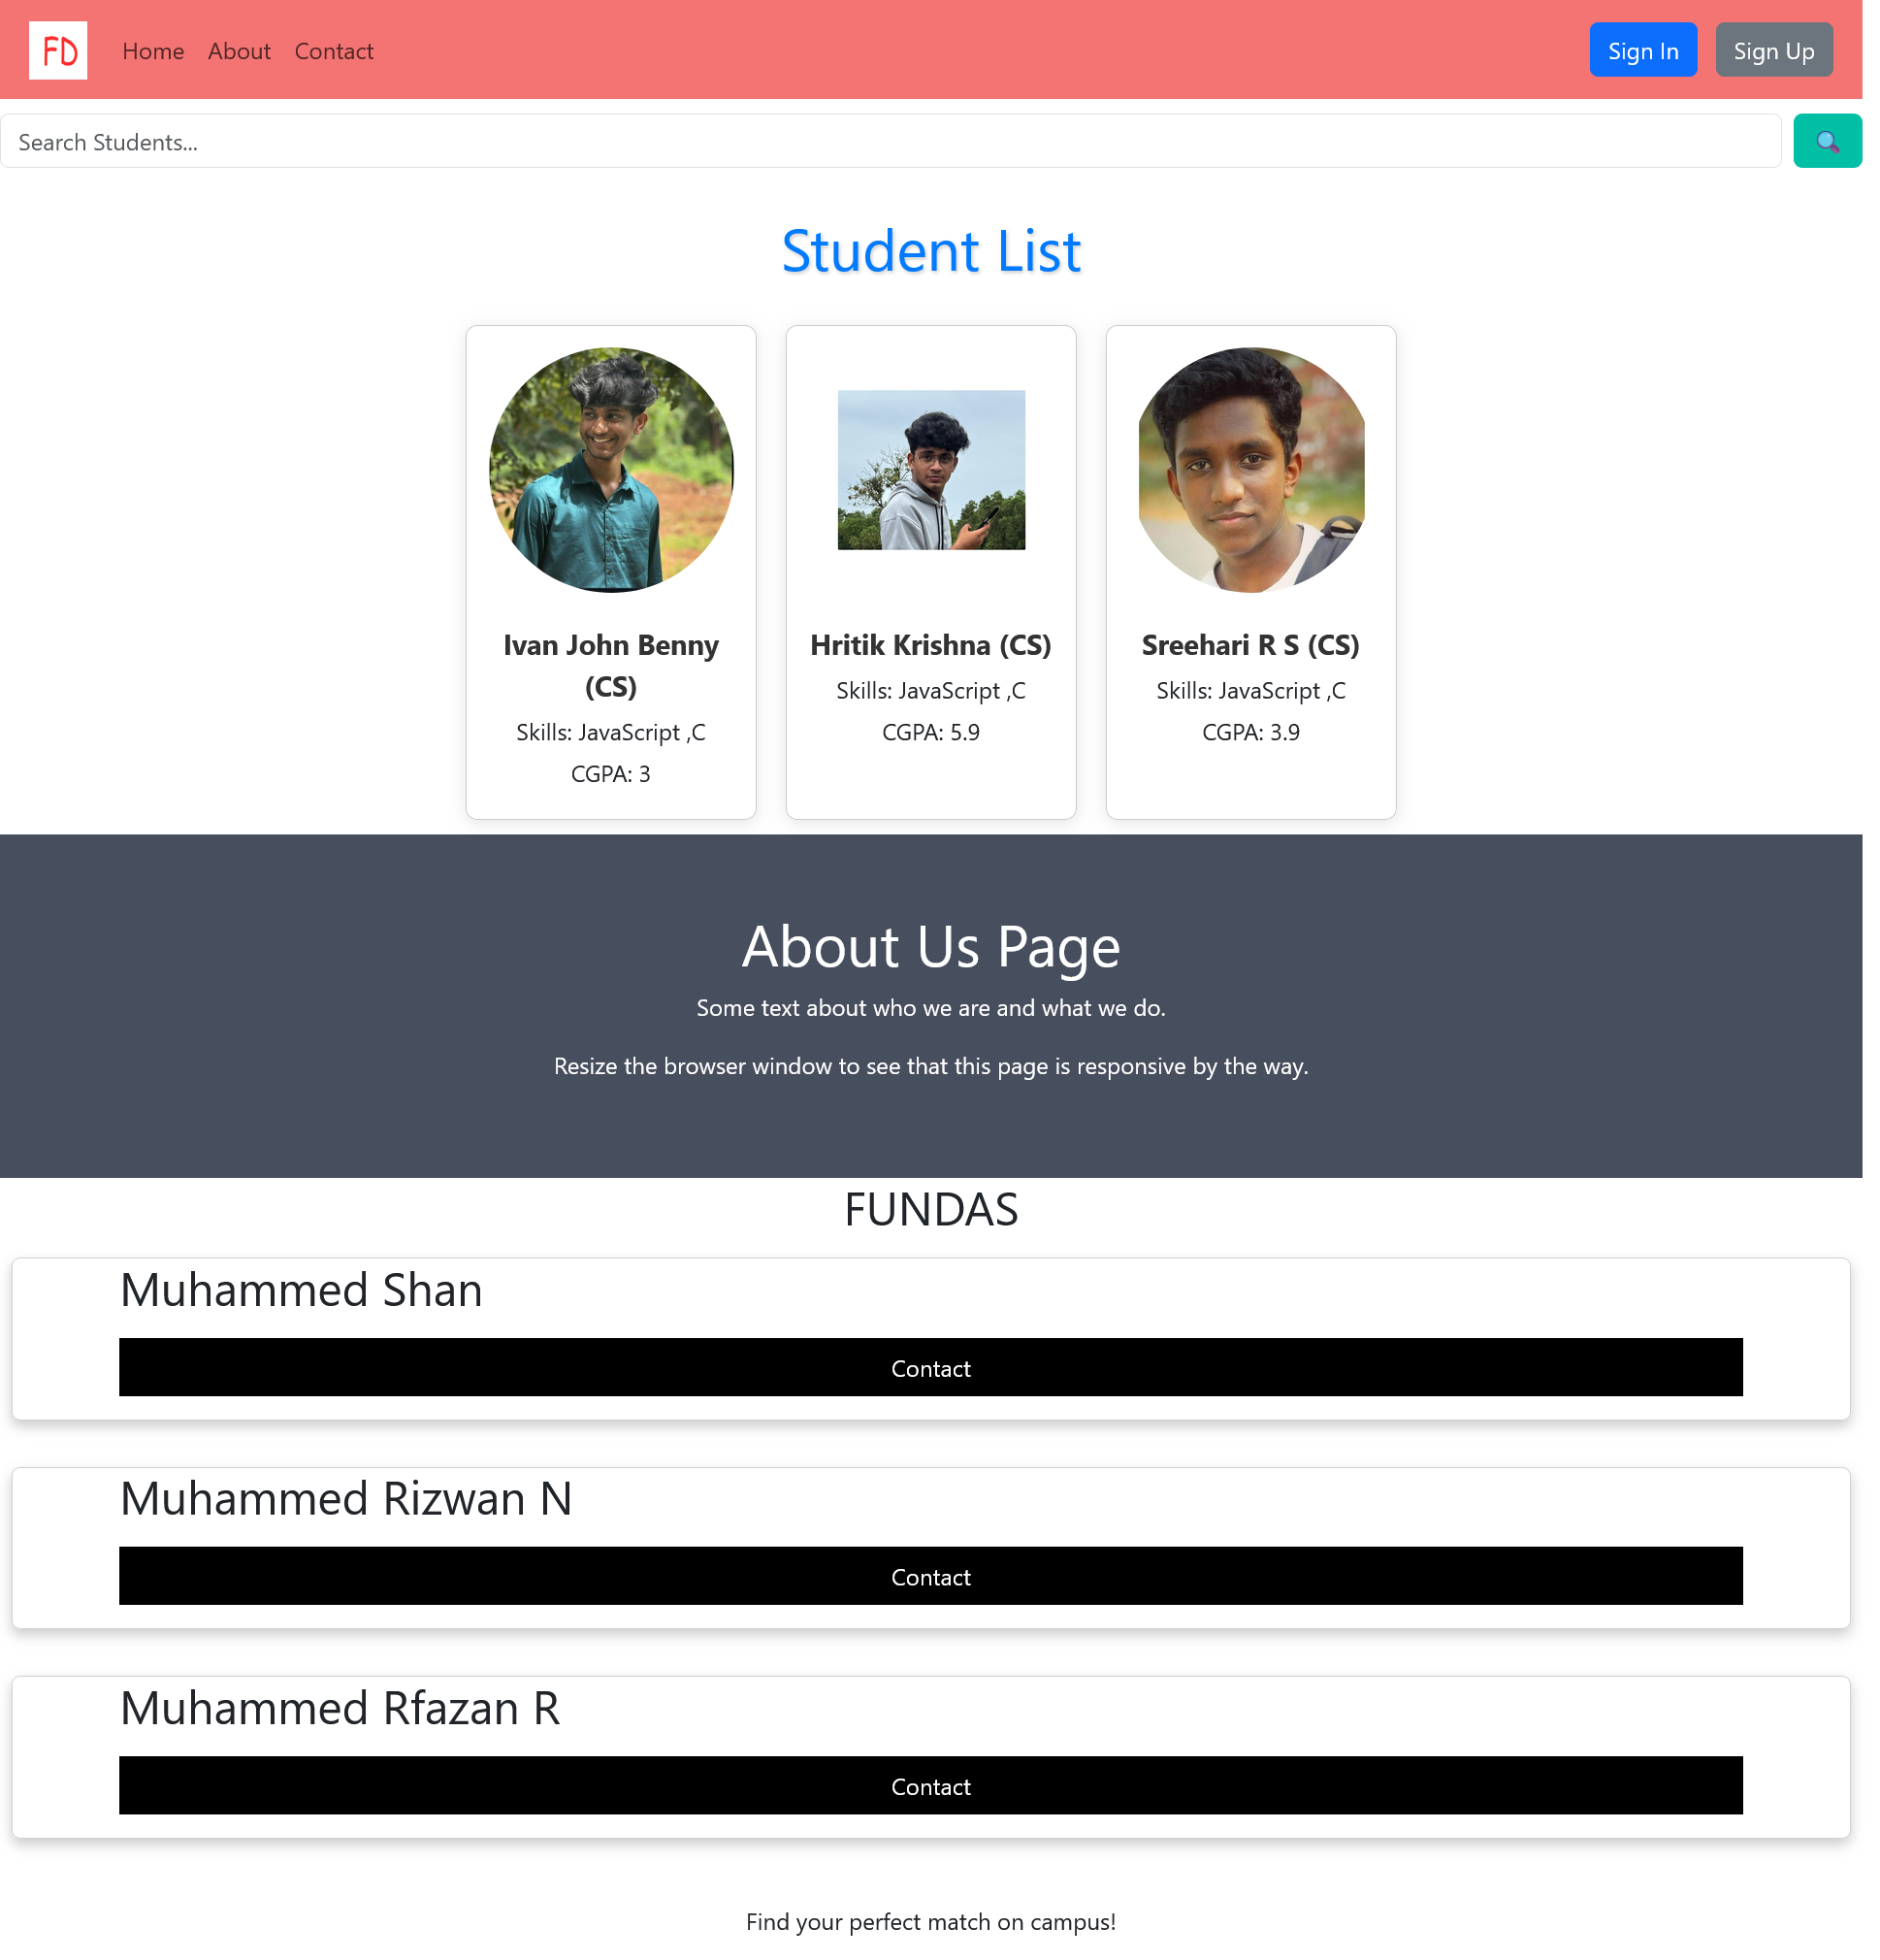 FD
Home About Contact
Sign In Sign Up
Search Students...
Student List
Ivan John Benny
(CS)
Skills: JavaScript ,C
CGPA: 3
Hritik Krishna (CS)
Skills: JavaScript ,C
CGPA: 5.9
Sreehari R S (CS)
Skills: JavaScript ,C
CGPA: 3.9
About Us Page
Some text about who we are and what we do.
Resize the browser window to see that this page is responsive by the way.
FUNDAS
Muhammed Shan
Contact
Muhammed Rizwan N
Contact
Muhammed Rfazan R
Contact
Find your perfect match on campus!